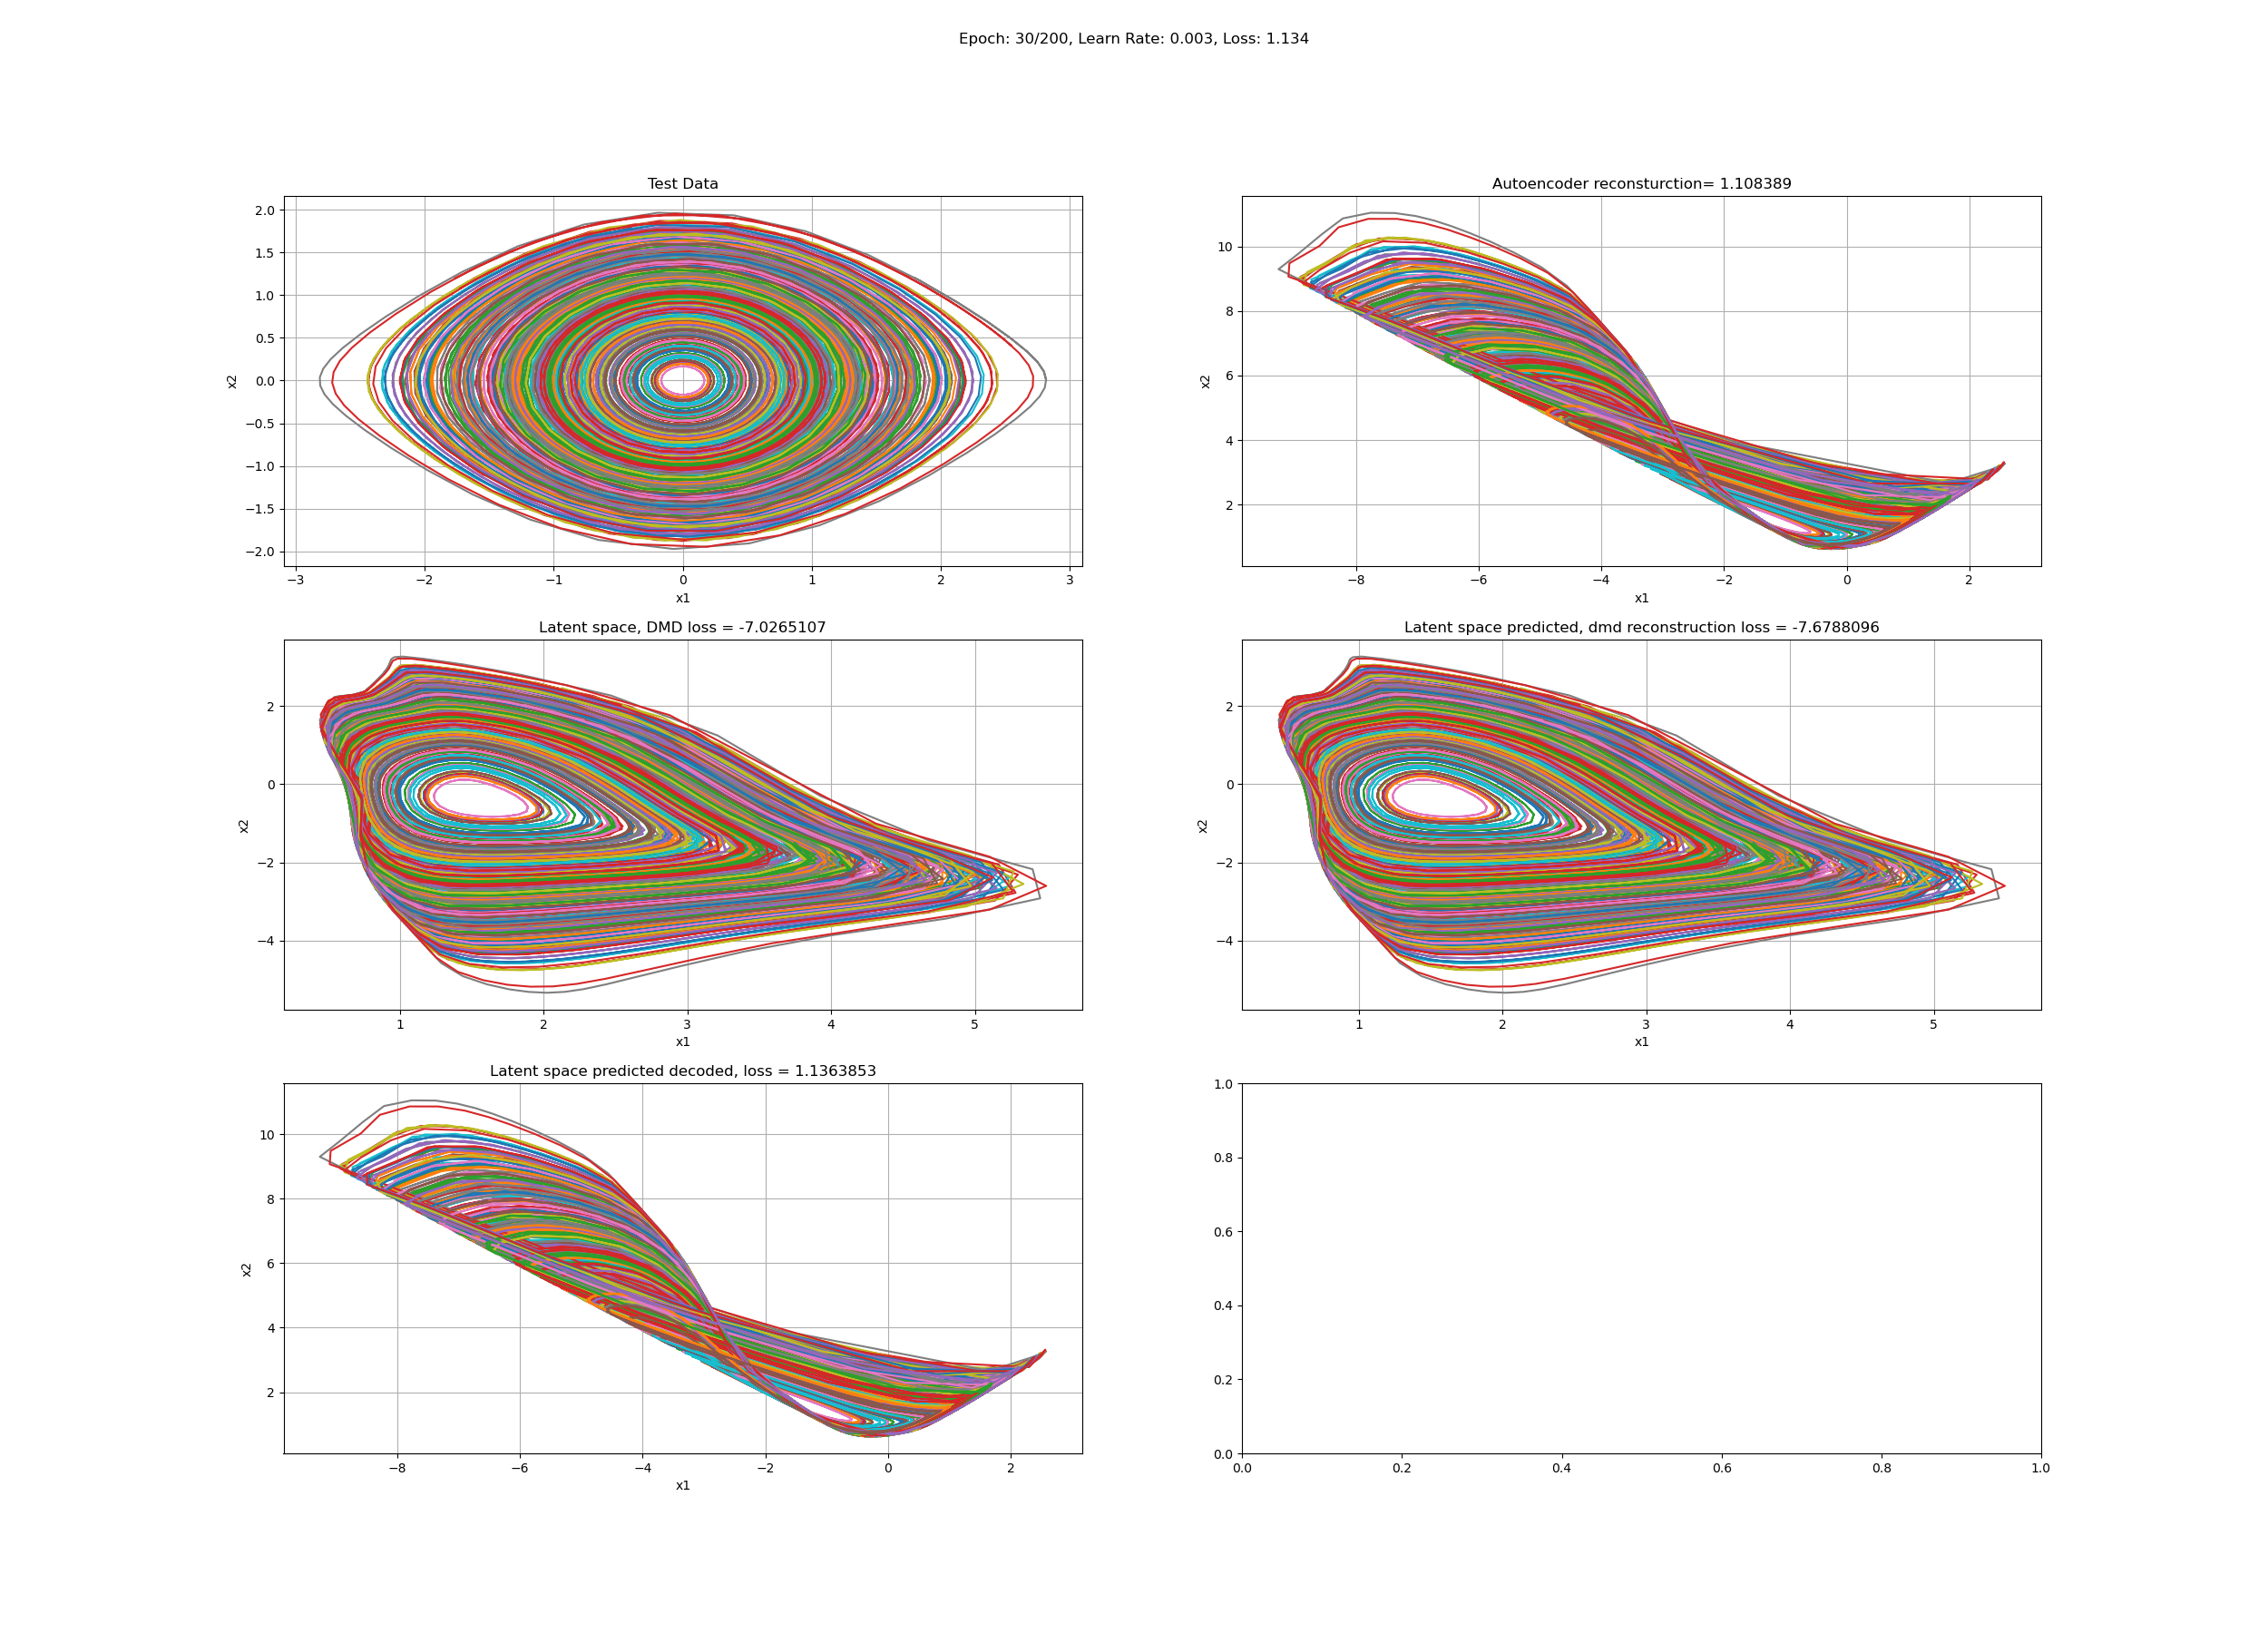 Epoch: 30/200, Learn Rate: 0.003, Loss: 1.134
Test Data
x2
2.0
1.5
1.0
0.5
0.0
−0.5
−1.0
−1.5
−2.0
−3 −2 −1 0 1 2 3
x1
Autoencoder reconsturction= 1.108389
x2
10
8
6
4
2
−8 −6 −4 −2 0 2
x1
Latent space, DMD loss = -7.0265107
x2
2
0
−2
−4
1 2 3 4 5
x1
Latent space predicted, dmd reconstruction loss = -7.6788096
x2
2
0
−2
−4
1 2 3 4 5
x1
Latent space predicted decoded, loss = 1.1363853
x2
10
8
6
4
2
−8 −6 −4 −2 0 2
x1
1.0
0.8
0.6
0.4
0.2
0.0
0.0 0.2 0.4 0.6 0.8 1.0